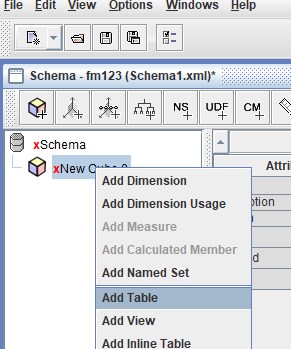 File Edit View Options Windows Help
Schema - fm123 (Schema1.xml)*
NS UDF CM
xSchema
Attrib
xNew Cube 0
Add Dimension
Add Dimension Usage
ption
Add Measure
Add Calculated Member
d
Add Named Set
Add Table
Add View
Add Inline Table